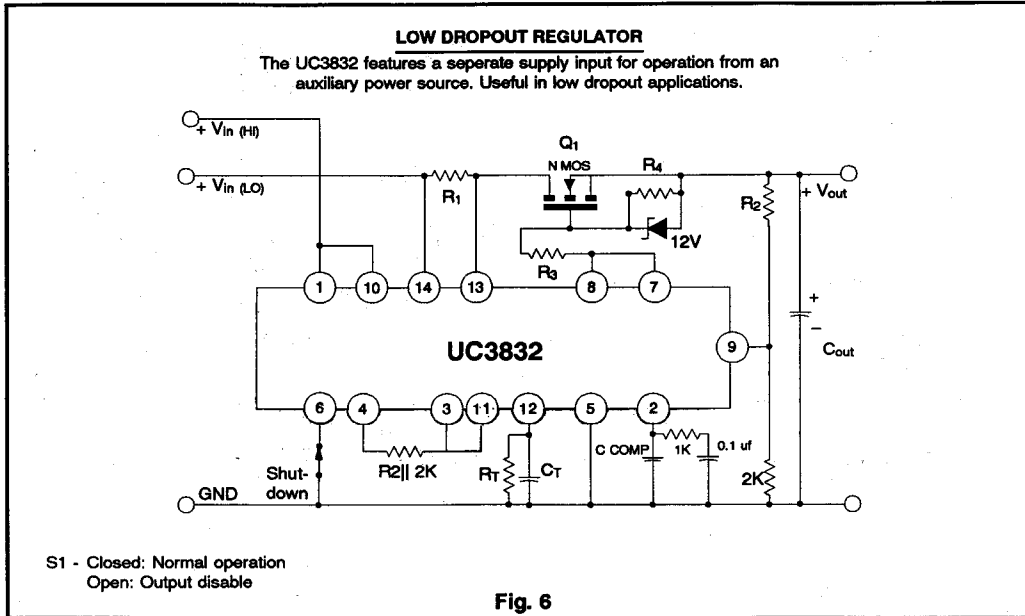 LOW DROPOUT REGULATOR
The UC3832 features a seperate supply input for operation from an
auxiliary power source. Useful in low dropout applications.
+ Vin (HI)
Q1
+ Vin (LO)
N MOS
R4
R1
R2
+ Vout
12V
R3
1
10
14
13
8
7
+
UC3832
9
−
Cout
6
4
3
11
12
5
2
C COMP
1K
0.1 uf
Shut-
down
R2|| 2K
RT
CT
2K
GND
S1 - Closed: Normal operation
Open: Output disable
Fig. 6